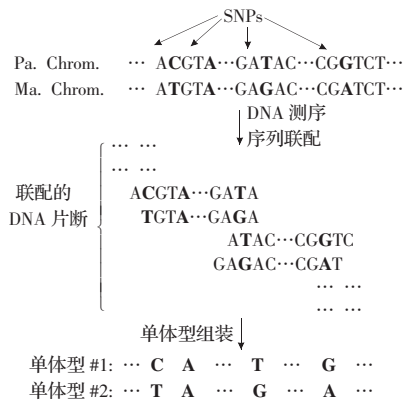 SNPs
Pa. Chrom. ··· ACGTA···GATAC···CGGTCT···
Ma. Chrom. ··· ATGTA···GAGAC···CGATCT···
DNA 测序
序列联配
··· ···
··· ···
联配的
DNA 片断
ACGTA···GATA
TGTA···GAGA
ATAC···CGGTC
GAGAC···CGAT
··· ···
··· ···
单体型组装
单体型 #1: ··· C A ··· T ··· G ···
单体型 #2: ··· T A ··· G ··· A ···